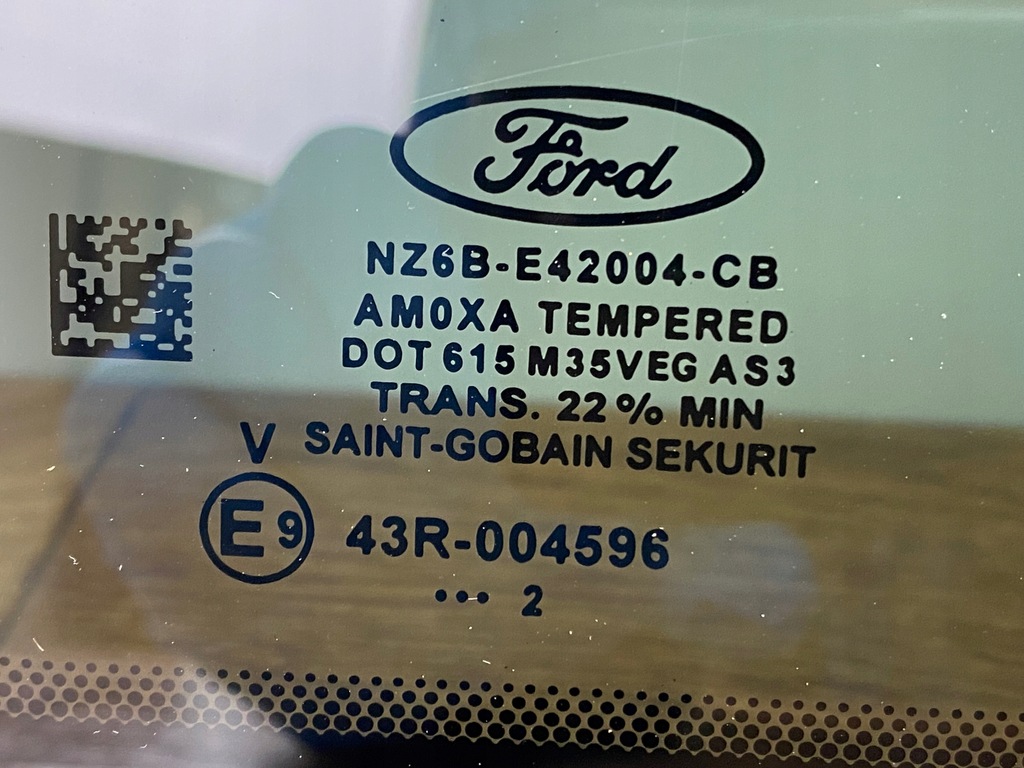 Ford
NZ6B-E42004-CB
AM0XA TEMPERED
DOT 615 M35VEG AS3
TRANS. 22% MIN
V SAINT-GOBAIN SEKURIT
E9 43R-004596
••• 2